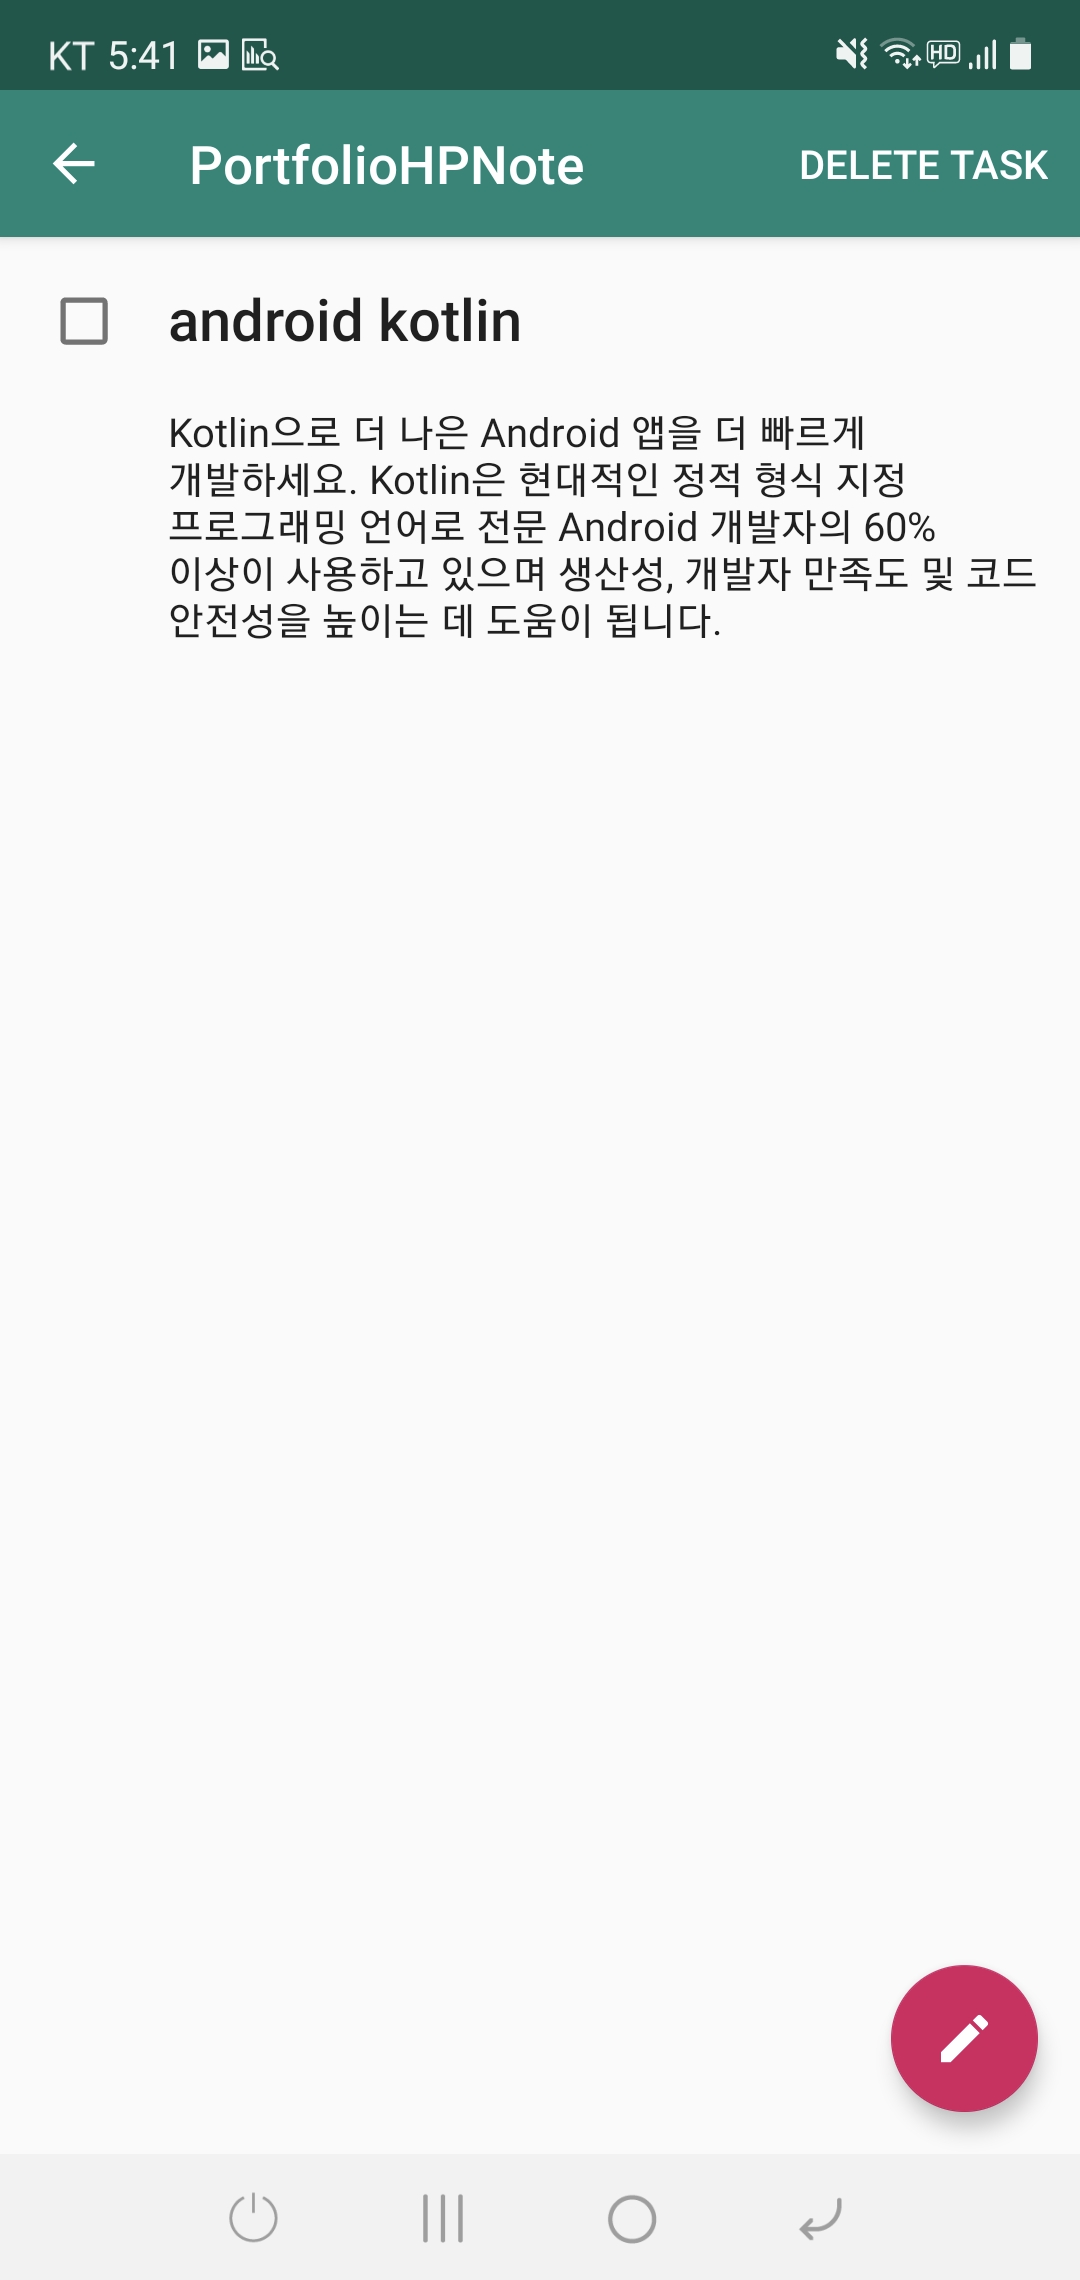 KT 5:41
HD
PortfolioHPNote
DELETE TASK
android kotlin
Kotlin으로 더 나은 Android 앱을 더 빠르게
개발하세요. Kotlin은 현대적인 정적 형식 지정
프로그래밍 언어로 전문 Android 개발자의 60%
이상이 사용하고 있으며 생산성, 개발자 만족도 및 코드
안전성을 높이는 데 도움이 됩니다.